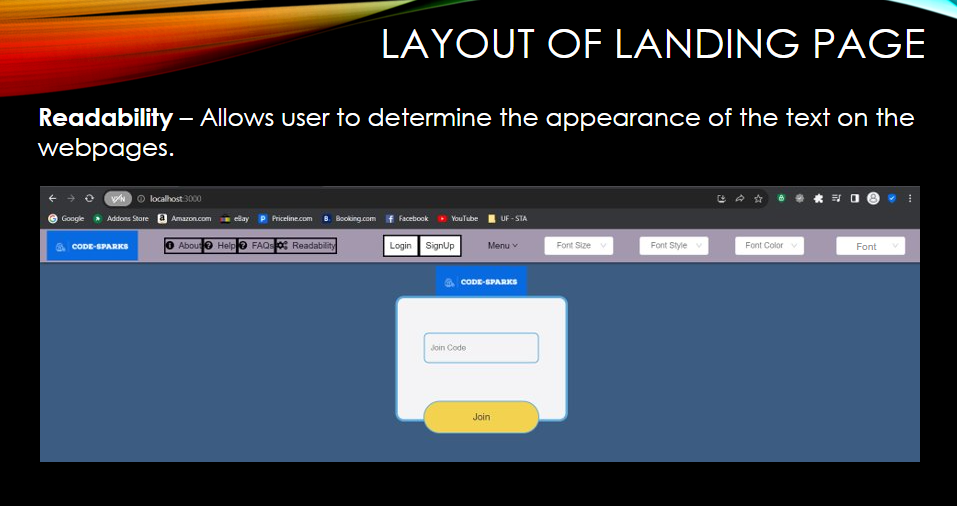 LAYOUT OF LANDING PAGE
Readability – Allows user to determine the appearance of the text on the
webpages.
VPN localhost:3000
Google Addons Store Amazon.com eBay Priceline.com Booking.com Facebook YouTube UF - STA
CODE-SPARKS About Help FAQs Readability Login SignUp Menu Font Size Font Style Font Color Font
CODE-SPARKS
Join Code
Join